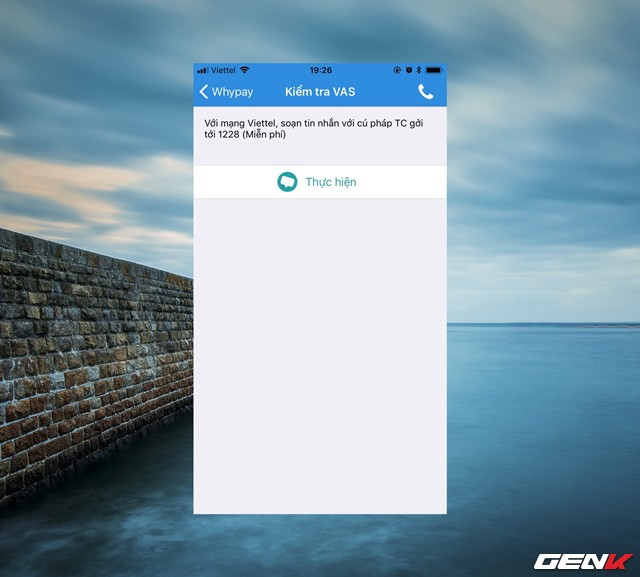 Viettel 19:26
Whypay Kiểm tra VAS
Với mạng Viettel, soạn tin nhắn với cú pháp TC gởi
tới 1228 (Miễn phí)
Thực hiện
GENK